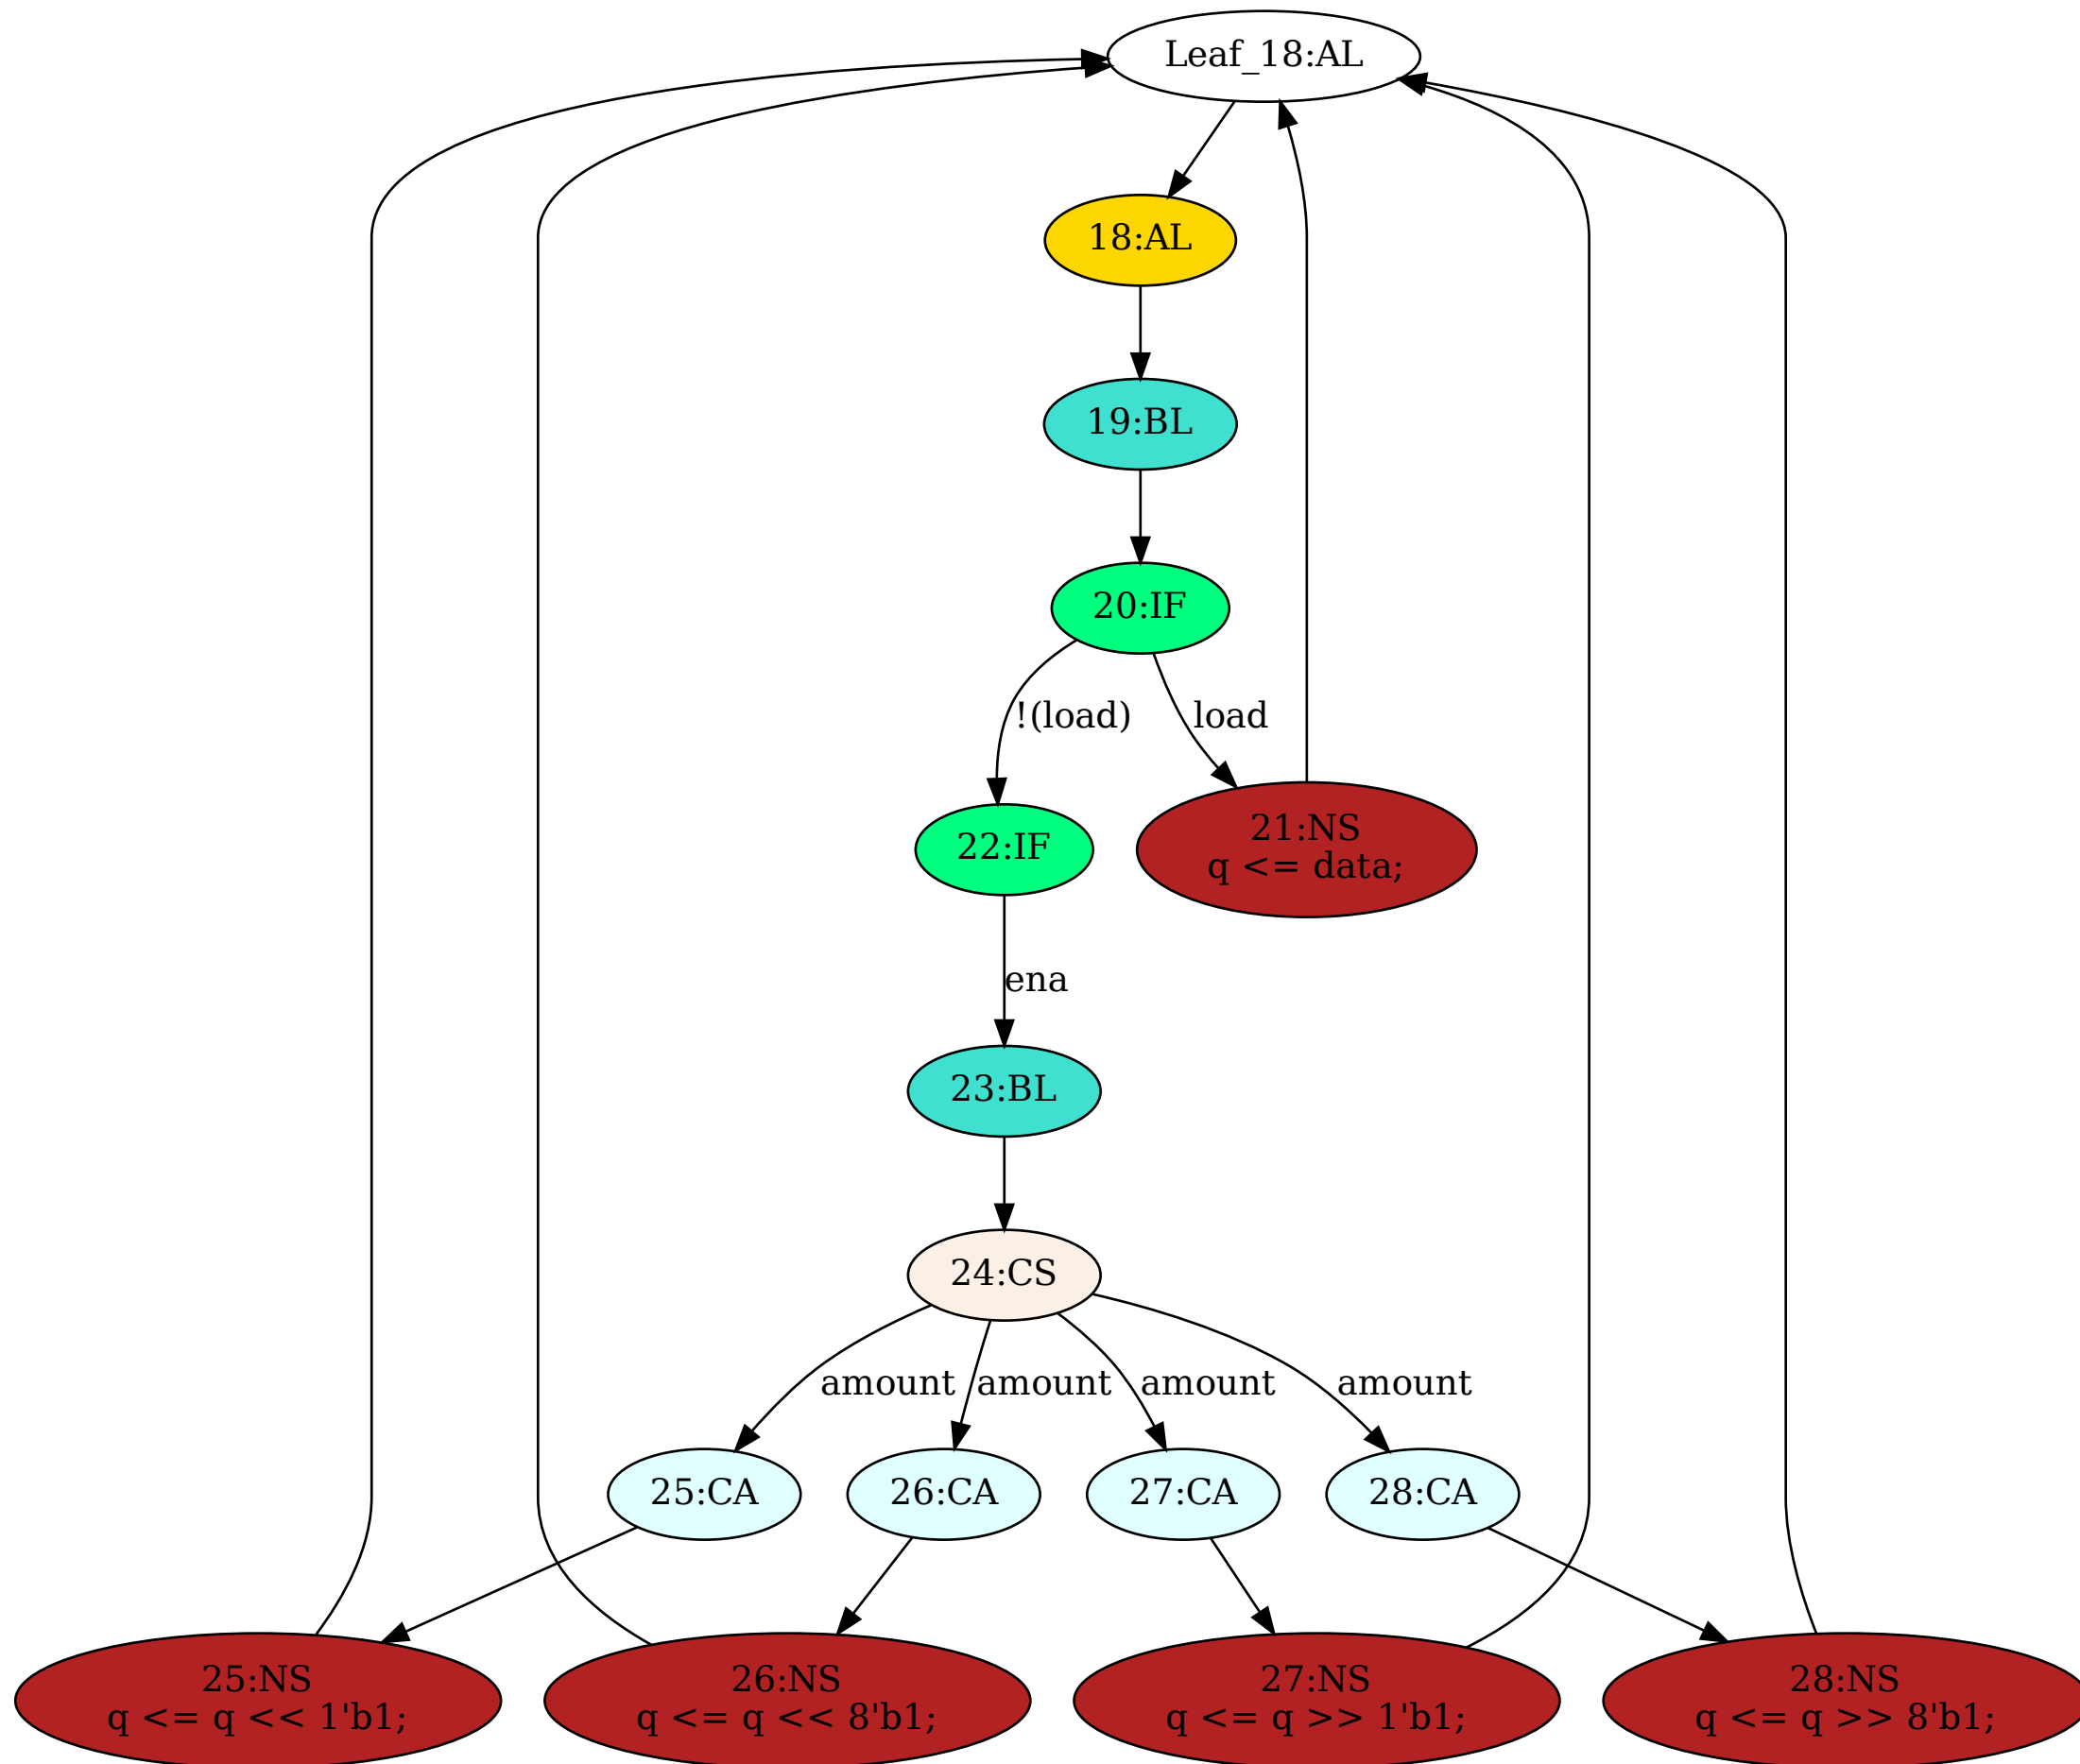 Leaf_18:AL
18:AL
19:BL
20:IF
!(load)
load
22:IF
21:NS
q <= data;
ena
23:BL
24:CS
amount
amount
amount
amount
25:CA
26:CA
27:CA
28:CA
25:NS
q <= q << 1'b1;
26:NS
q <= q << 8'b1;
27:NS
q <= q >> 1'b1;
28:NS
q <= q >> 8'b1;